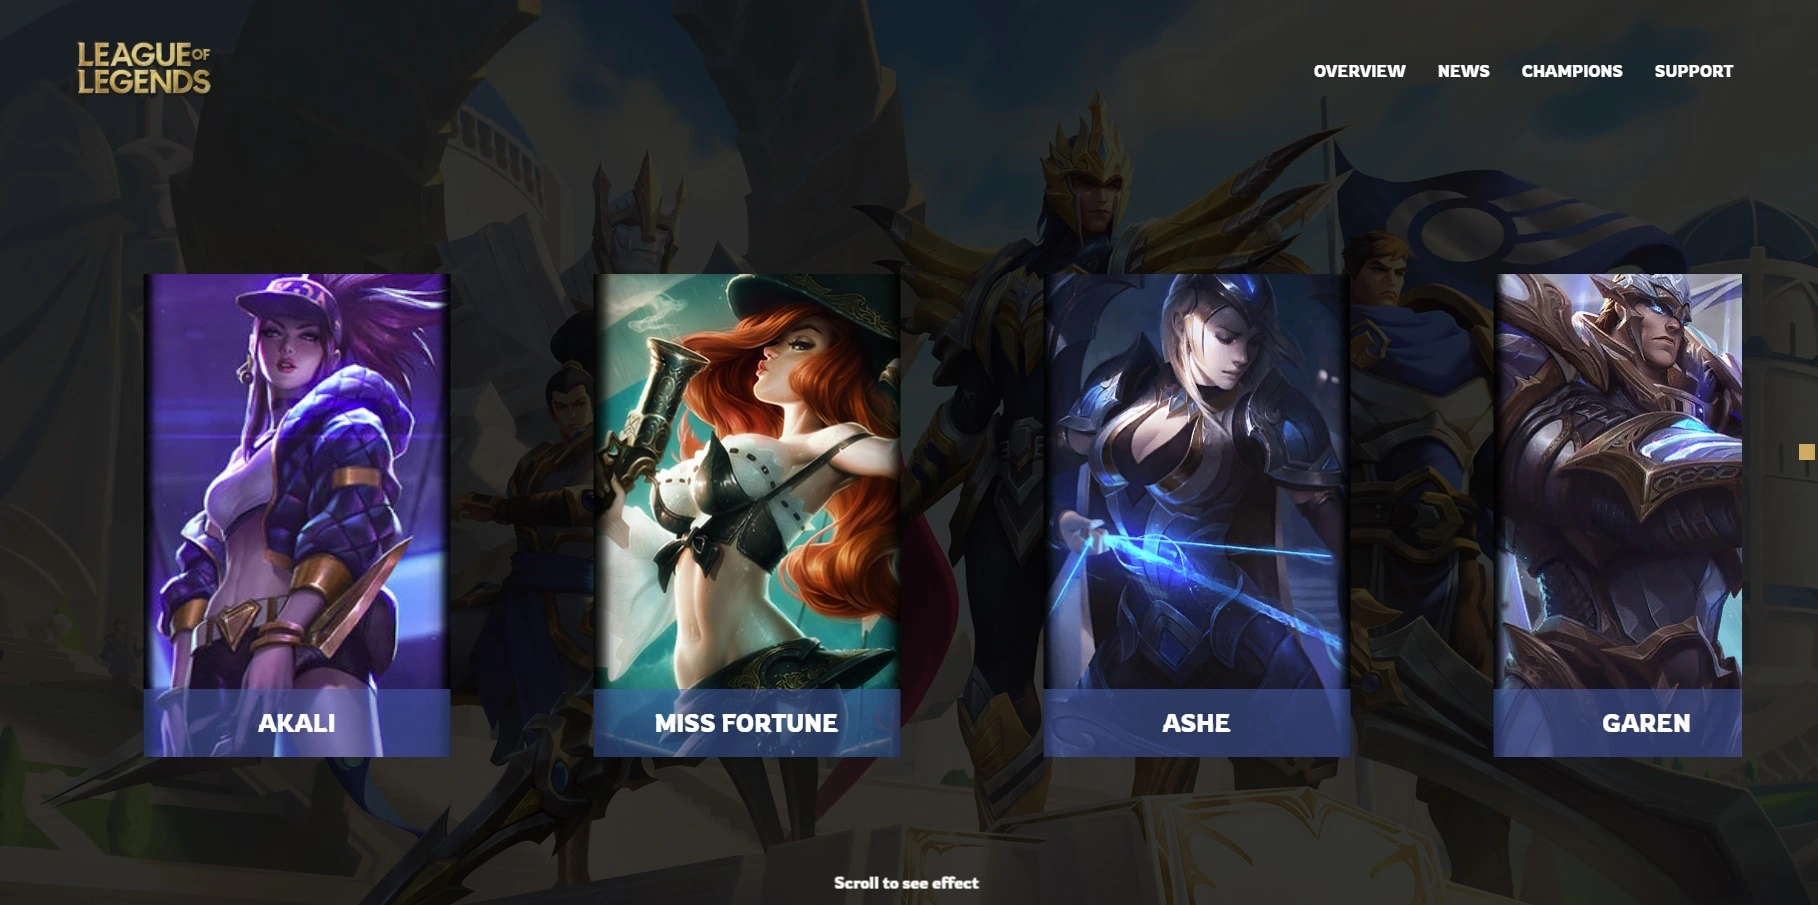 LEAGUE OF
LEGENDS
OVERVIEW NEWS CHAMPIONS SUPPORT
AKALI
MISS FORTUNE
ASHE
GAREN
Scroll to see effect